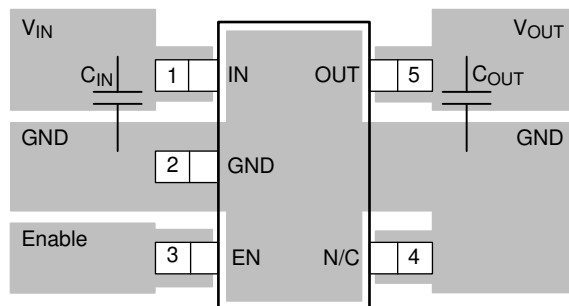 VIN VOUT
CIN 1 IN OUT 5 COUT
GND GND
2 GND
Enable
3 EN N/C 4